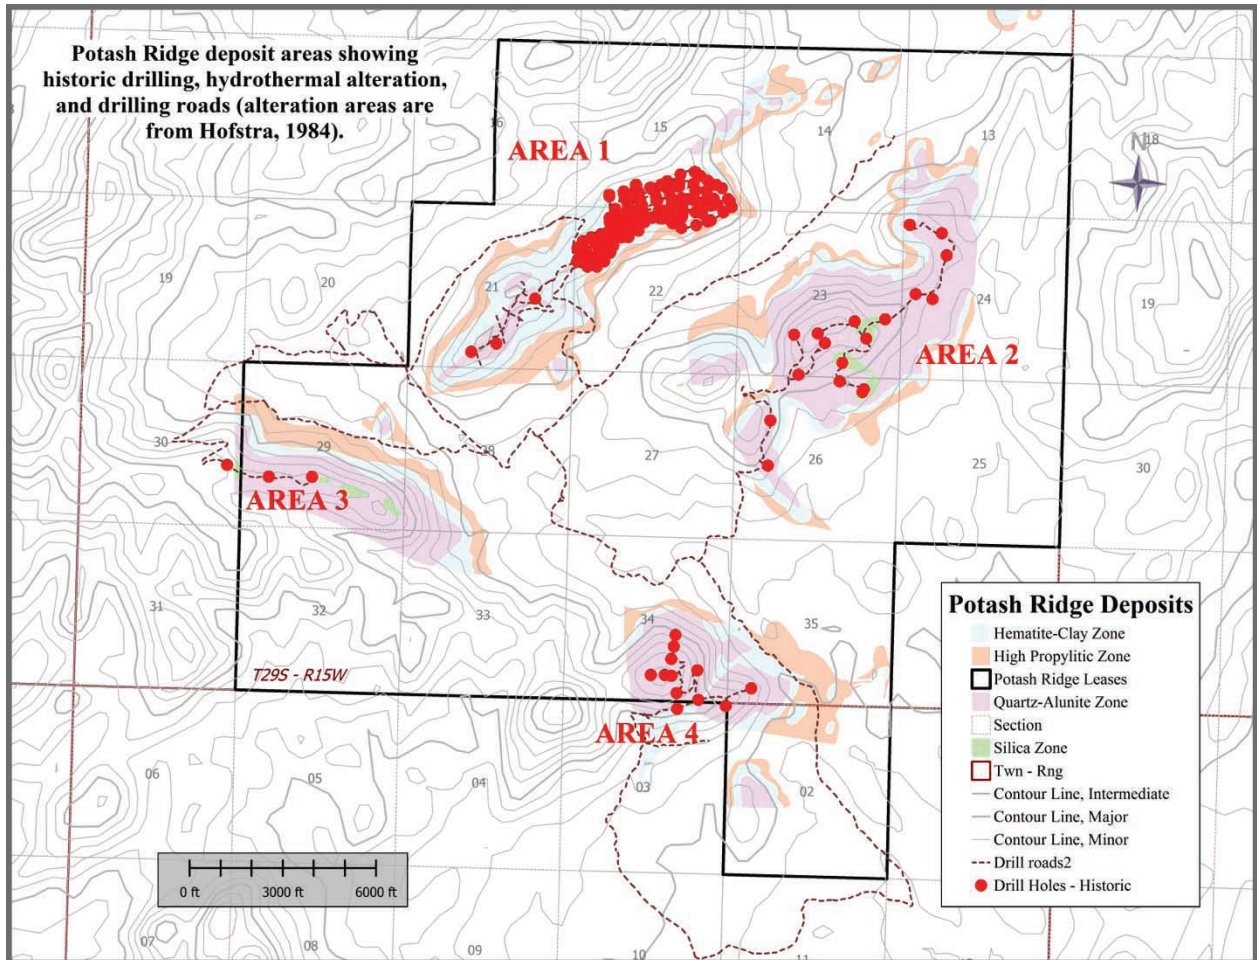 Potash Ridge deposit areas showing
historic drilling, hydrothermal alteration,
and drilling roads (alteration areas are
from Hofstra, 1984).
16
15
14
13
18
N
AREA 1
19
20
21
22
23
24
19
AREA 2
30
29
28
27
26
25
30
AREA 3
31
32
33
34
35
T29S - R15W
AREA 4
06
05
04
03
02
07
08
09
10
11
0 ft
3000 ft
6000 ft
Potash Ridge Deposits
Hematite-Clay Zone
High Propylitic Zone
Potash Ridge Leases
Quartz-Alunite Zone
Section
Silica Zone
Twn - Rng
Contour Line, Intermediate
Contour Line, Major
Contour Line, Minor
Drill roads2
Drill Holes - Historic